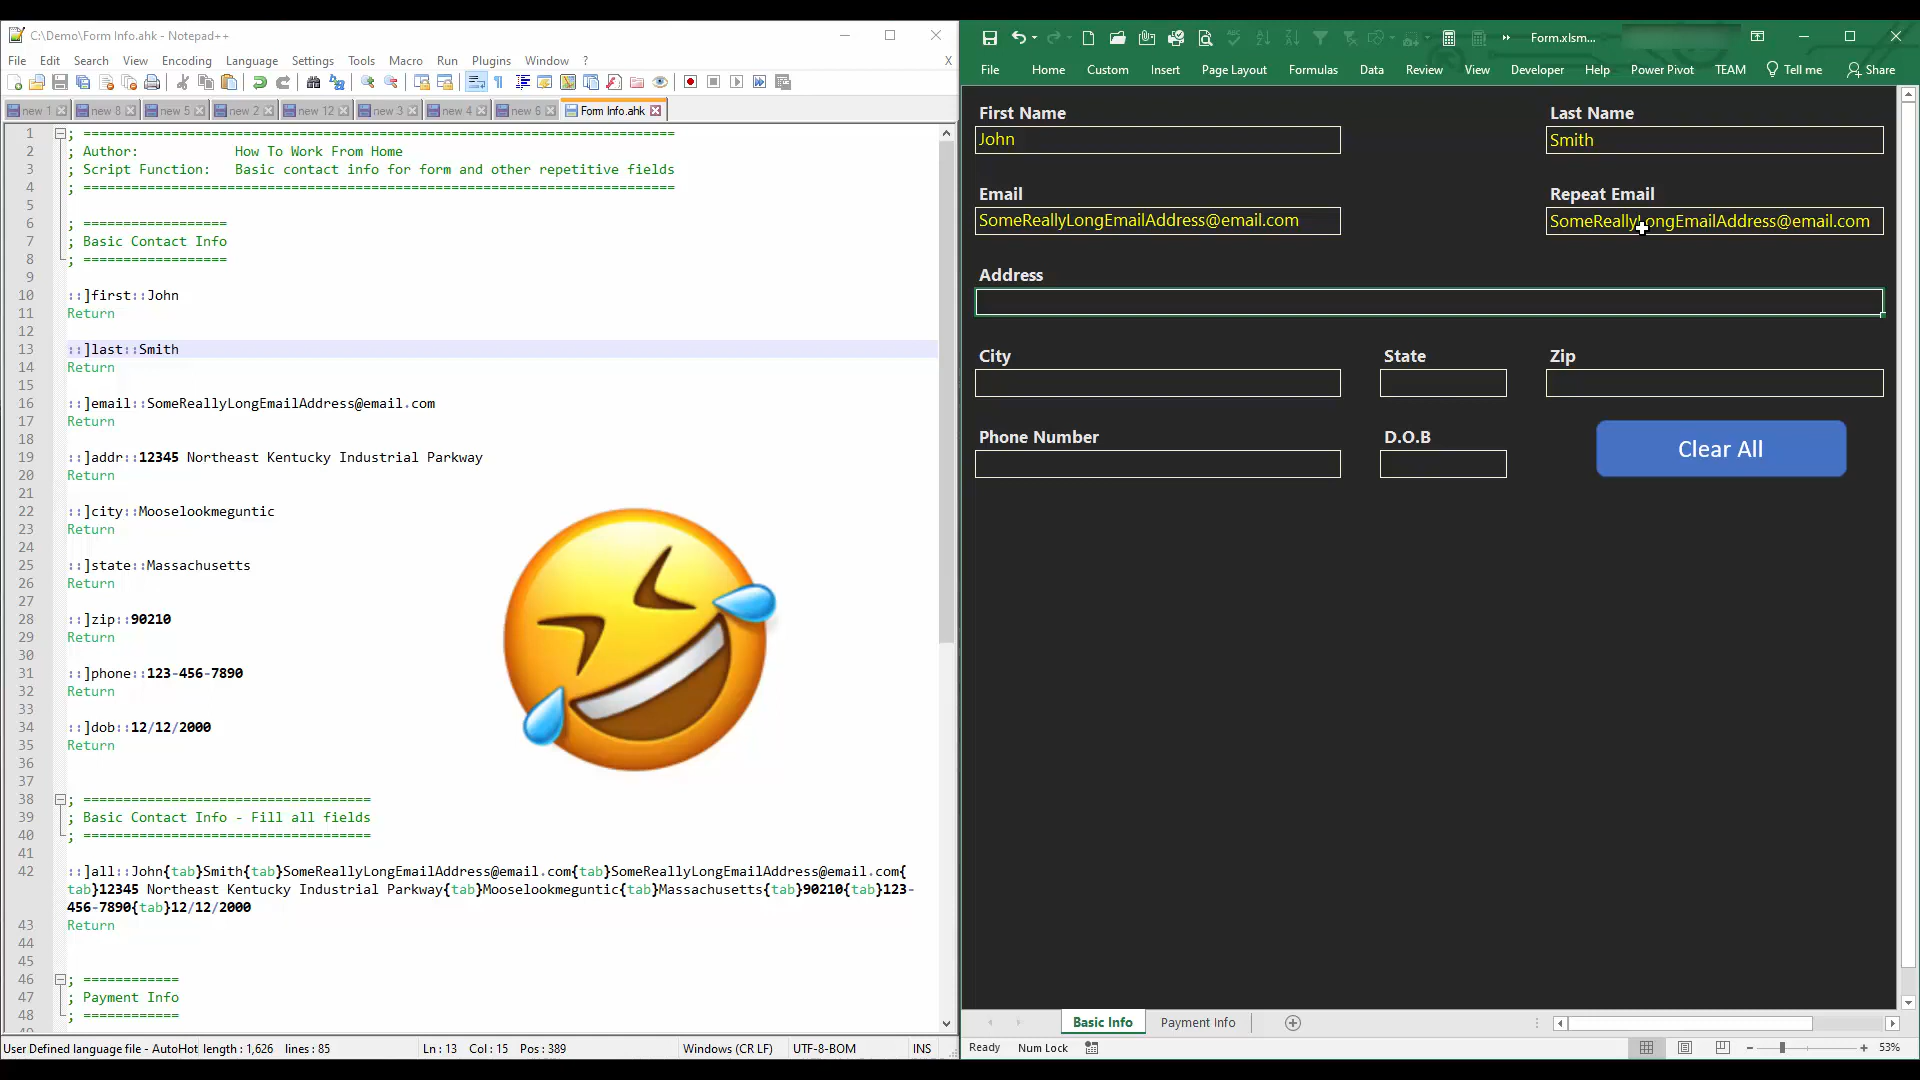 C:\Demo\Form Info.ahk - Notepad++
File Edit Search View Encoding Language Settings Tools Macro Run Plugins Window ? X
new 1 new 8 new 5 new 2 new 12 new 3 new 4 new 6 Form Info.ahk
1 ; ==========================================================================
2 ; Author: How To Work From Home
3 ; Script Function: Basic contact info for form and other repetitive fields
4 ; ==========================================================================
5
6 ; ==================
7 ; Basic Contact Info
8 ; ==================
9
10 ::]first::John
11 Return
12
13 ::]last::Smith
14 Return
15
16 ::]email::SomeReallyLongEmailAddress@email.com
17 Return
18
19 ::]addr::12345 Northeast Kentucky Industrial Parkway
20 Return
21
22 ::]city::Mooselookmeguntic
23 Return
24
25 ::]state::Massachusetts
26 Return
27
28 ::]zip::90210
29 Return
30
31 ::]phone::123-456-7890
32 Return
33
34 ::]dob::12/12/2000
35 Return
36
37
38 ; ====================================
39 ; Basic Contact Info - Fill all fields
40 ; ====================================
41
42 ::]all::John{tab}Smith{tab}SomeReallyLongEmailAddress@email.com{tab}SomeReallyLongEmailAddress@email.com{
tab}12345 Northeast Kentucky Industrial Parkway{tab}Mooselookmeguntic{tab}Massachusetts{tab}90210{tab}123-
456-7890{tab}12/12/2000
43 Return
44
45
46 ; ============
47 ; Payment Info
48 ; ============
User Defined language file - AutoHot length : 1,626 lines : 85 Ln : 13 Col : 15 Pos : 389 Windows (CR LF) UTF-8-BOM INS
Form.xlsm...
File Home Custom Insert Page Layout Formulas Data Review View Developer Help Power Pivot TEAM Tell me Share
First Name Last Name
John Smith
Email Repeat Email
SomeReallyLongEmailAddress@email.com SomeReallyLongEmailAddress@email.com
Address
City State Zip
Phone Number D.O.B
Clear All
Basic Info Payment Info
Ready Num Lock 53%